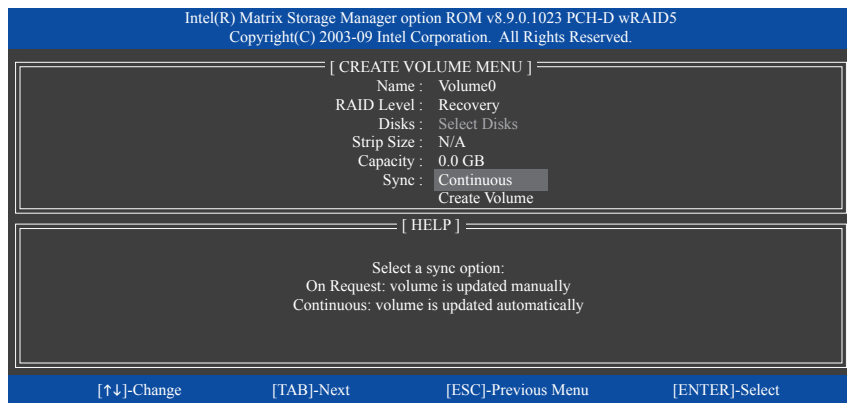 Intel(R) Matrix Storage Manager option ROM v8.9.0.1023 PCH-D wRAID5
Copyright(C) 2003-09 Intel Corporation.  All Rights Reserved.
[ CREATE VOLUME MENU ]
Name : Volume0
RAID Level : Recovery
Disks : Select Disks
Strip Size : N/A
Capacity : 0.0 GB
Sync : Continuous
Create Volume
[ HELP ]
Select a sync option:
On Request: volume is updated manually
Continuous: volume is updated automatically
[↑↓]-Change [TAB]-Next [ESC]-Previous Menu [ENTER]-Select